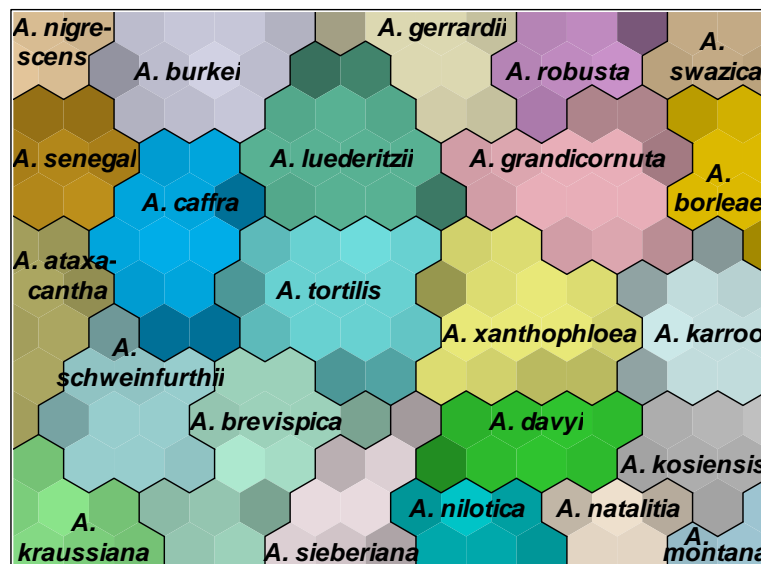 A. nigre-
scens
A. burkei
A. gerrardii
A. robusta
A.
swazica
A. senegal
A. luederitzii
A. grandicornuta
A. caffra
A.
borleae
A. ataxa-
cantha
A. tortilis
A. xanthophloea
A. karroo
A.
schweinfurthii
A. brevispica
A. davyi
A. kosiensis
A.
kraussiana
A. sieberiana
A. nilotica
A. natalitia
A.
montana